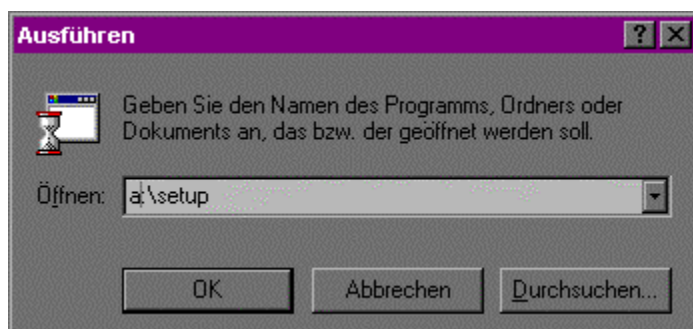 Ausführen
Geben Sie den Namen des Programms, Ordners oder
Dokuments an, das bzw. der geöffnet werden soll.
Öffnen: a:\setup
OK Abbrechen Durchsuchen...